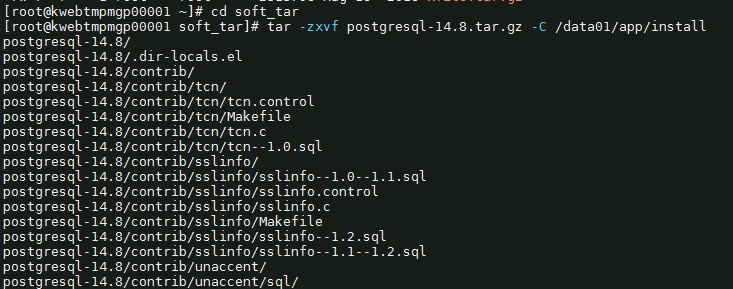 [root@kwebtmpmgp00001 ~]# cd soft_tar
[root@kwebtmpmgp00001 soft_tar]# tar -zxvf postgresql-14.8.tar.gz -C /data01/app/install
postgresql-14.8/
postgresql-14.8/.dir-locals.el
postgresql-14.8/contrib/
postgresql-14.8/contrib/tcn/
postgresql-14.8/contrib/tcn/tcn.control
postgresql-14.8/contrib/tcn/Makefile
postgresql-14.8/contrib/tcn/tcn.c
postgresql-14.8/contrib/tcn/tcn--1.0.sql
postgresql-14.8/contrib/sslinfo/
postgresql-14.8/contrib/sslinfo/sslinfo--1.0--1.1.sql
postgresql-14.8/contrib/sslinfo/sslinfo.control
postgresql-14.8/contrib/sslinfo/sslinfo.c
postgresql-14.8/contrib/sslinfo/Makefile
postgresql-14.8/contrib/sslinfo/sslinfo--1.2.sql
postgresql-14.8/contrib/sslinfo/sslinfo--1.1--1.2.sql
postgresql-14.8/contrib/unaccent/
postgresql-14.8/contrib/unaccent/sql/